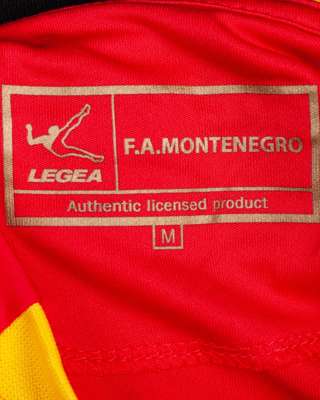 F.A.MONTENEGRO
LEGEA
Authentic licensed product
M